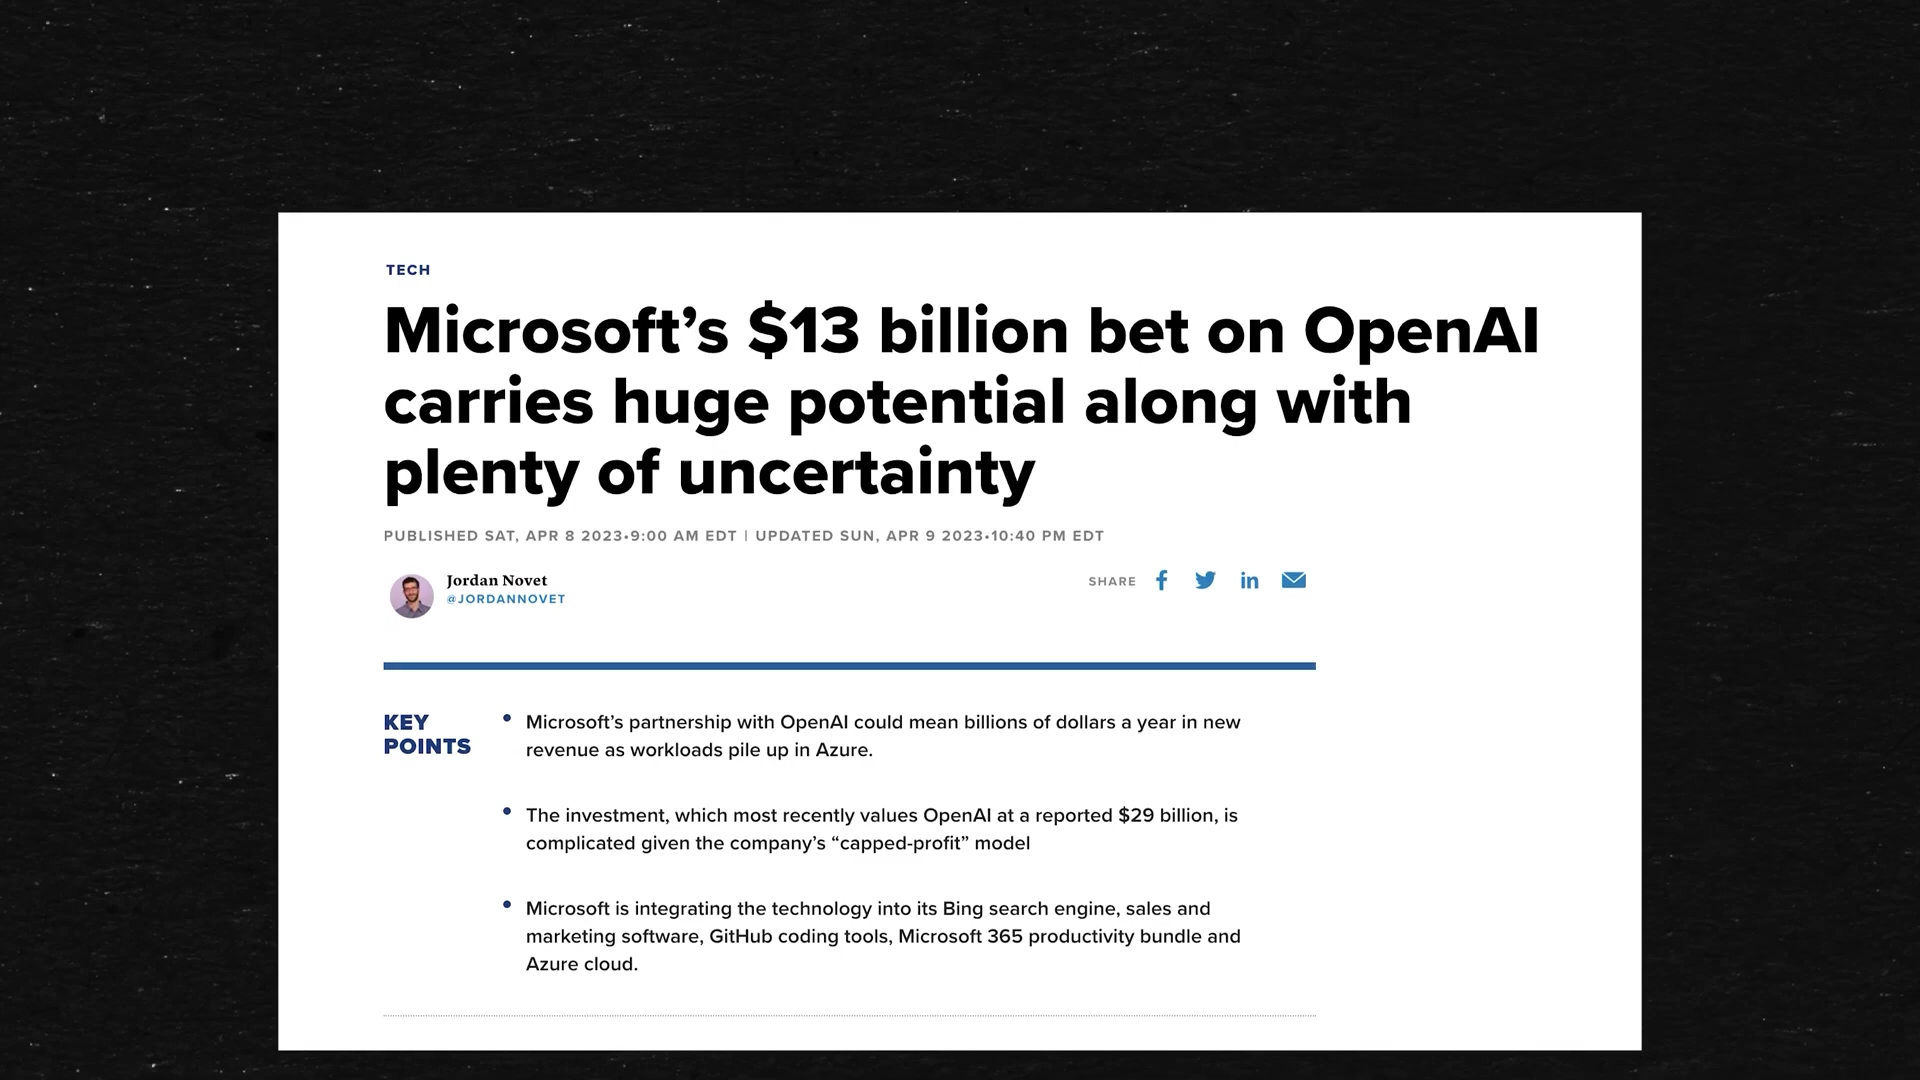 TECH
Microsoft’s $13 billion bet on OpenAI
carries huge potential along with
plenty of uncertainty
PUBLISHED SAT, APR 8 2023•9:00 AM EDT | UPDATED SUN, APR 9 2023•10:40 PM EDT
Jordan Novet
@JORDANNOVET
SHARE
KEY
POINTS
• Microsoft’s partnership with OpenAI could mean billions of dollars a year in new
revenue as workloads pile up in Azure.
• The investment, which most recently values OpenAI at a reported $29 billion, is
complicated given the company’s “capped-profit” model
• Microsoft is integrating the technology into its Bing search engine, sales and
marketing software, GitHub coding tools, Microsoft 365 productivity bundle and
Azure cloud.